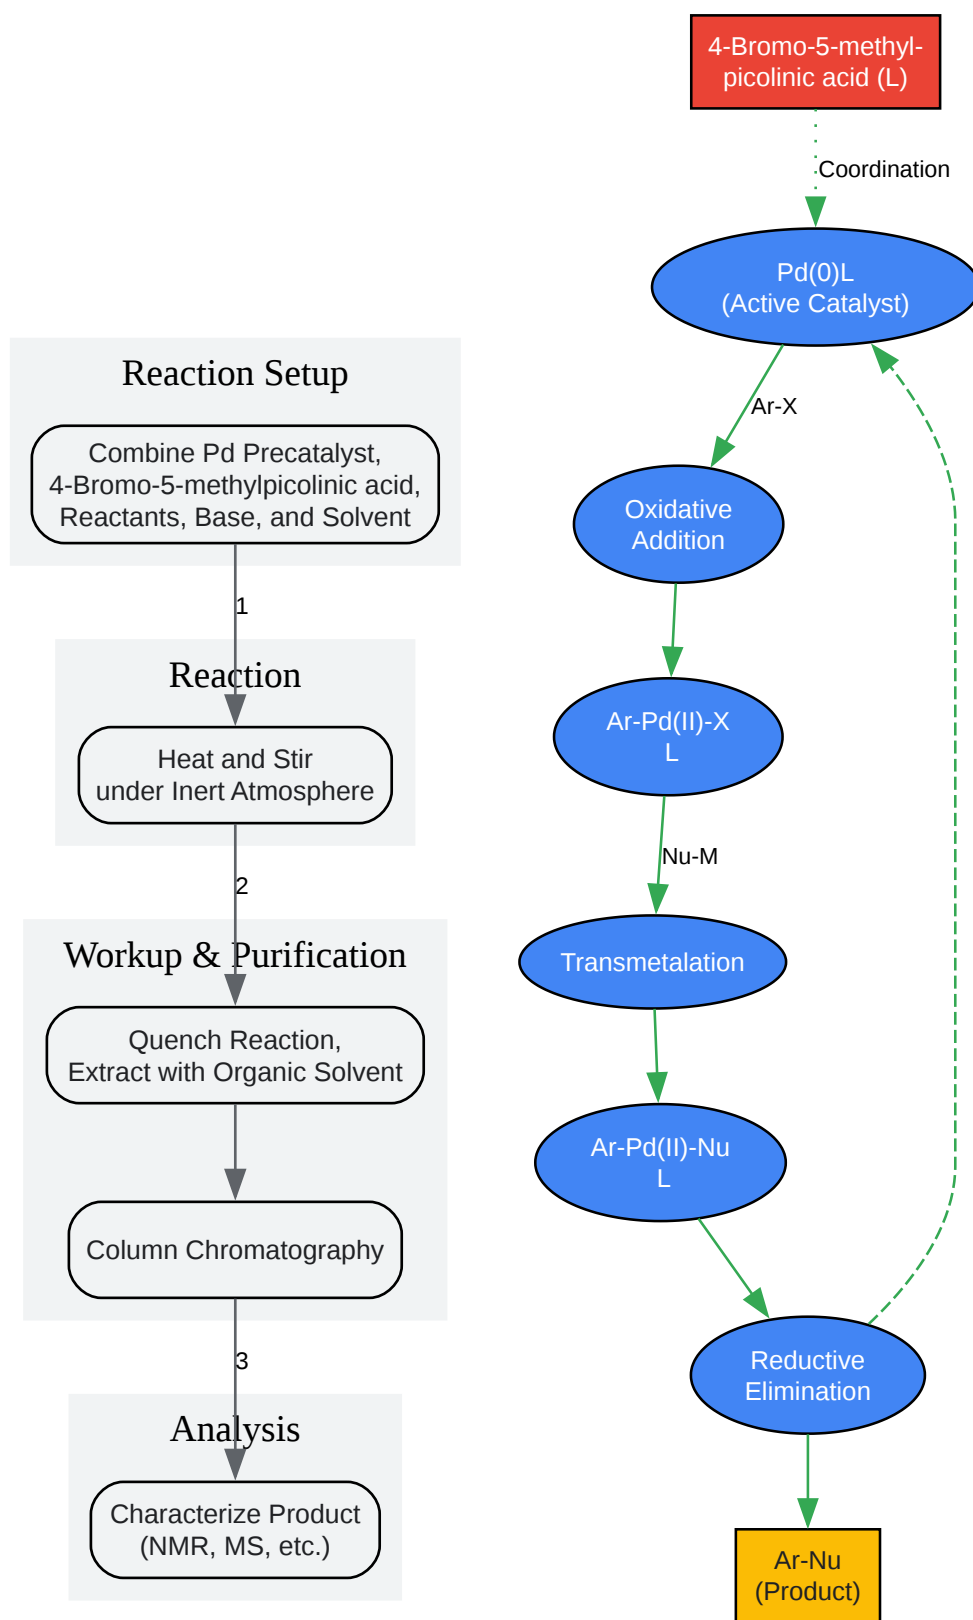 Reaction Setup
Combine Pd Precatalyst,
4-Bromo-5-methylpicolinic acid,
Reactants, Base, and Solvent
1
Reaction
Heat and Stir
under Inert Atmosphere
2
Workup & Purification
Quench Reaction,
Extract with Organic Solvent
Column Chromatography
3
Analysis
Characterize Product
(NMR, MS, etc.)
4-Bromo-5-methyl-
picolinic acid (L)
Coordination
Pd(0)L
(Active Catalyst)
Ar-X
Oxidative
Addition
Ar-Pd(II)-X
L
Nu-M
Transmetalation
Ar-Pd(II)-Nu
L
Reductive
Elimination
Ar-Nu
(Product)